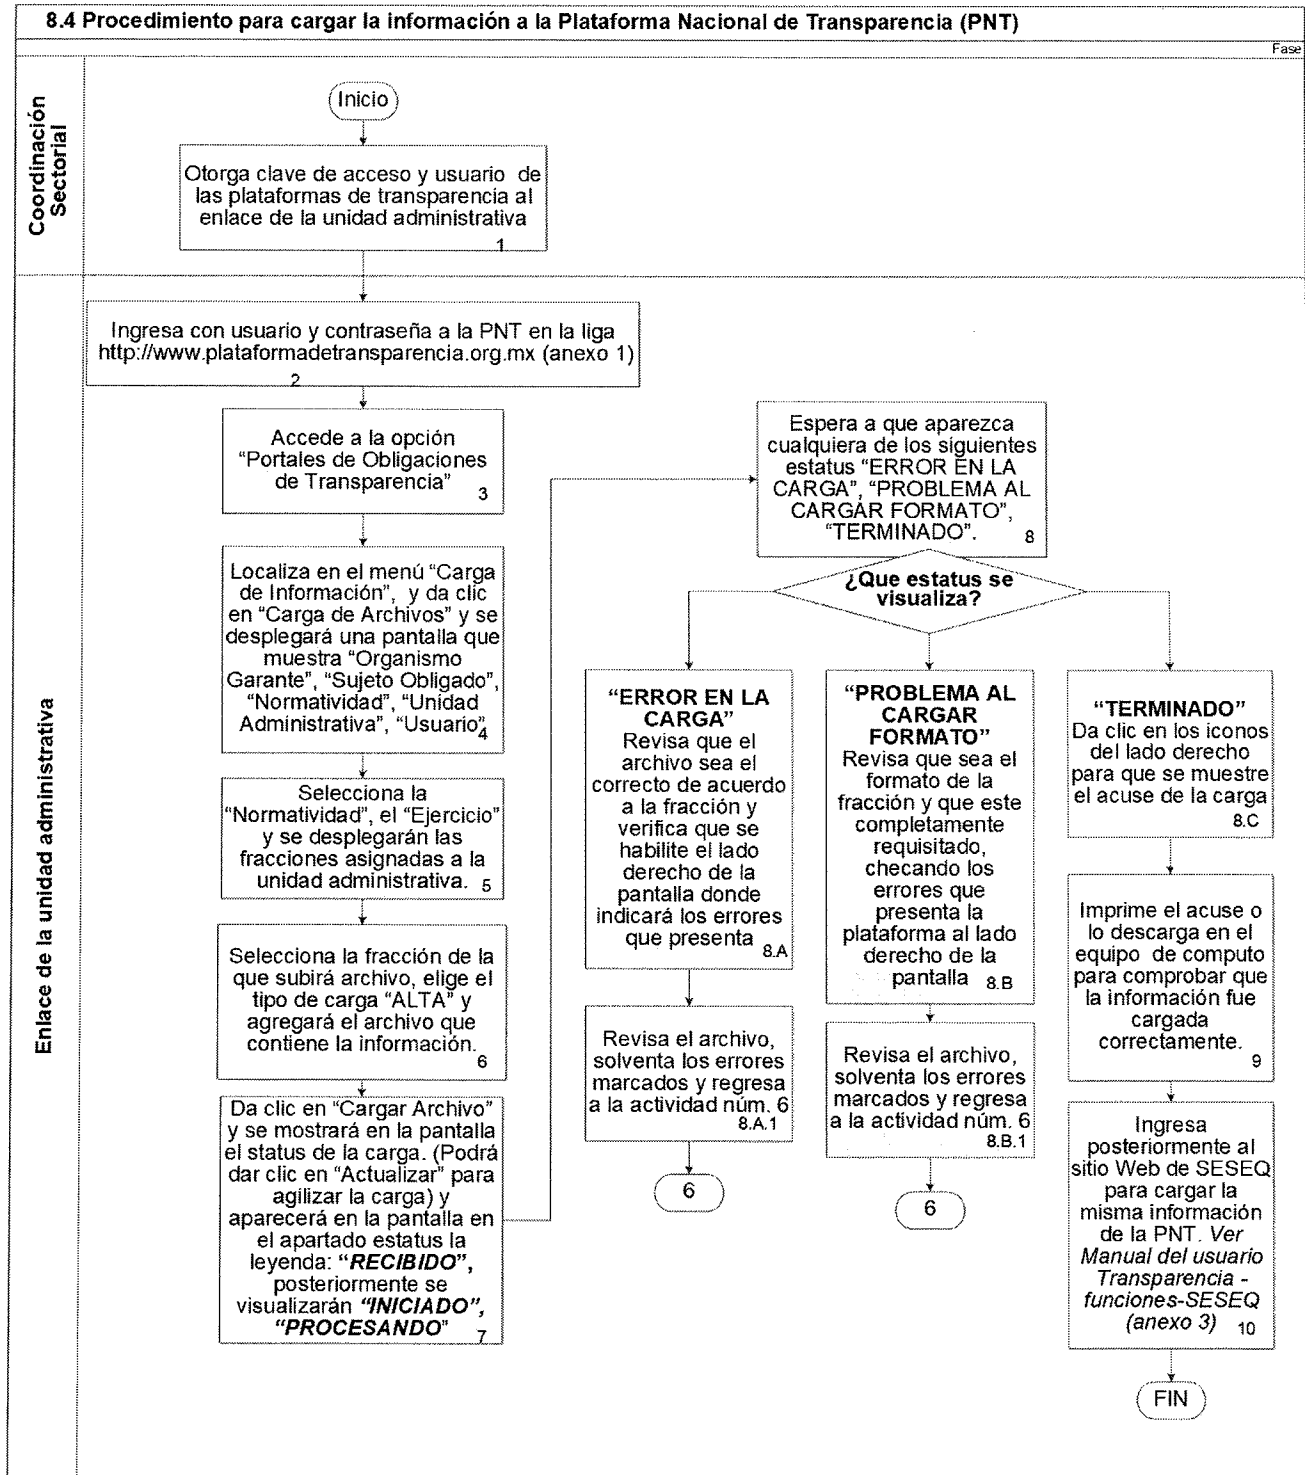 8.4 Procedimiento para cargar la información a la Plataforma Nacional de Transparencia (PNT)
Fase
Coordinación
Sectorial
Inicio
Otorga clave de acceso y usuario de
las plataformas de transparencia al
enlace de la unidad administrativa
1
Enlace de la unidad administrativa
Ingresa con usuario y contraseña a la PNT en la liga
http://www.plataformadetransparencia.org.mx (anexo 1)
2
Accede a la opción
“Portales de Obligaciones
de Transparencia”
3
Localiza en el menú “Carga
de Información”, y da clic
en “Carga de Archivos” y se
desplegará una pantalla que
muestra “Organismo
Garante”, “Sujeto Obligado”,
“Normatividad”, “Unidad
Administrativa”, “Usuario”,
4
Selecciona la
“Normatividad”, el “Ejercicio”
y se desplegarán las
fracciones asignadas a la
unidad administrativa. 5
Selecciona la fracción de la
que subirá archivo, elige el
tipo de carga “ALTA” y
agregará el archivo que
contiene la información.
6
Da clic en “Cargar Archivo”
y se mostrará en la pantalla
el status de la carga. (Podrá
dar clic en “Actualizar” para
agilizar la carga) y
aparecerá en la pantalla en
el apartado estatus la
leyenda: “RECIBIDO”,
posteriormente se
visualizarán “INICIADO”,
“PROCESANDO”
7
Espera a que aparezca
cualquiera de los siguientes
estatus “ERROR EN LA
CARGA”, “PROBLEMA AL
CARGAR FORMATO”,
“TERMINADO”. 8
¿Que estatus se
visualiza?
“ERROR EN LA
CARGA”
Revisa que el
archivo sea el
correcto de acuerdo
a la fracción y
verifica que se
habilite el lado
derecho de la
pantalla donde
indicará los errores
que presenta 8.A
Revisa el archivo,
solventa los errores
marcados y regresa
a la actividad núm. 6
8.A.1
6
“PROBLEMA AL
CARGAR
FORMATO”
Revisa que sea el
formato de la
fracción y que este
completamente
requisitado,
checando los
errores que
presenta la
plataforma al lado
derecho de la
pantalla 8.B
Revisa el archivo,
solventa los errores
marcados y regresa
a la actividad núm. 6
8.B.1
6
“TERMINADO”
Da clic en los iconos
del lado derecho
para que se muestre
el acuse de la carga
8.C
Imprime el acuse o
lo descarga en el
equipo de computo
para comprobar que
la información fue
cargada
correctamente.
9
Ingresa
posteriormente al
sitio Web de SESEQ
para cargar la
misma información
de la PNT. Ver
Manual del usuario
Transparencia -
funciones-SESEQ
(anexo 3) 10
FIN